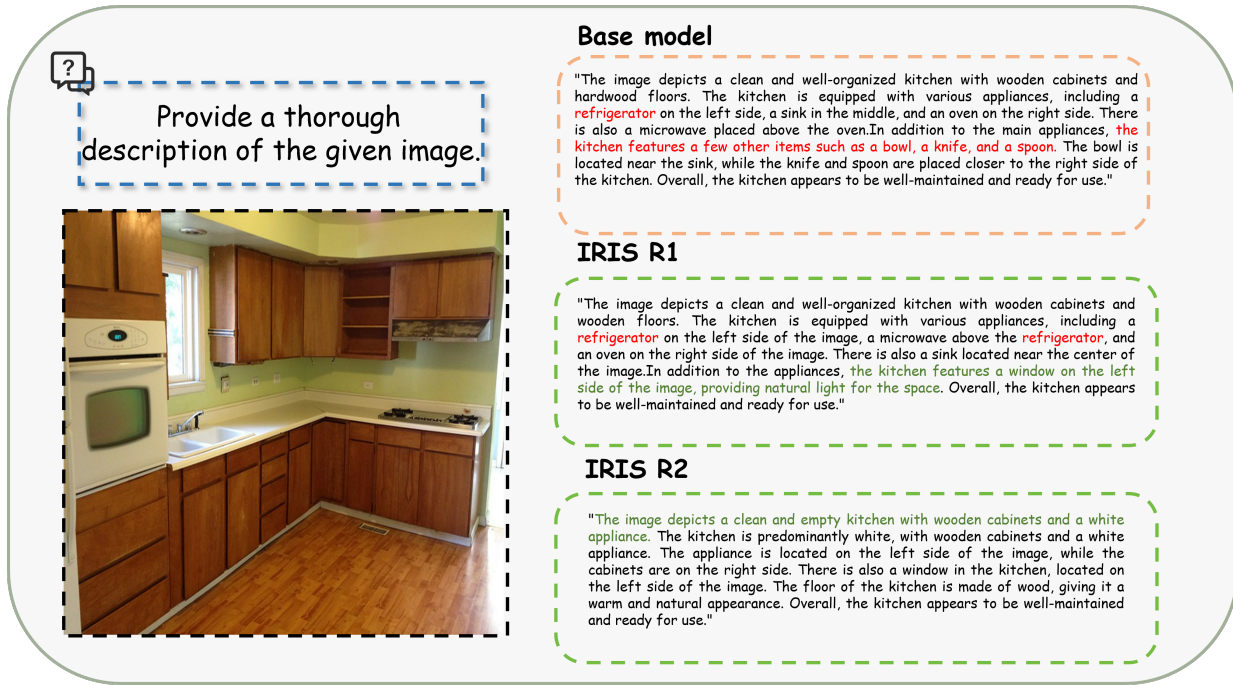 ?
Provide a thorough
description of the given image.
Base model
"The image depicts a clean and well-organized kitchen with wooden cabinets and
hardwood floors. The kitchen is equipped with various appliances, including a
refrigerator on the left side, a sink in the middle, and an oven on the right side. There
is also a microwave placed above the oven.In addition to the main appliances, the
kitchen features a few other items such as a bowl, a knife, and a spoon. The bowl is
located near the sink, while the knife and spoon are placed closer to the right side of
the kitchen. Overall, the kitchen appears to be well-maintained and ready for use."
IRIS R1
"The image depicts a clean and well-organized kitchen with wooden cabinets and
wooden floors. The kitchen is equipped with various appliances, including a
refrigerator on the left side of the image, a microwave above the refrigerator, and
an oven on the right side of the image. There is also a sink located near the center of
the image.In addition to the appliances, the kitchen features a window on the left
side of the image, providing natural light for the space. Overall, the kitchen appears
to be well-maintained and ready for use."
IRIS R2
"The image depicts a clean and empty kitchen with wooden cabinets and a white
appliance. The kitchen is predominantly white, with wooden cabinets and a white
appliance. The appliance is located on the left side of the image, while the
cabinets are on the right side. There is also a window in the kitchen, located on
the left side of the image. The floor of the kitchen is made of wood, giving it a
warm and natural appearance. Overall, the kitchen appears to be well-maintained
and ready for use."